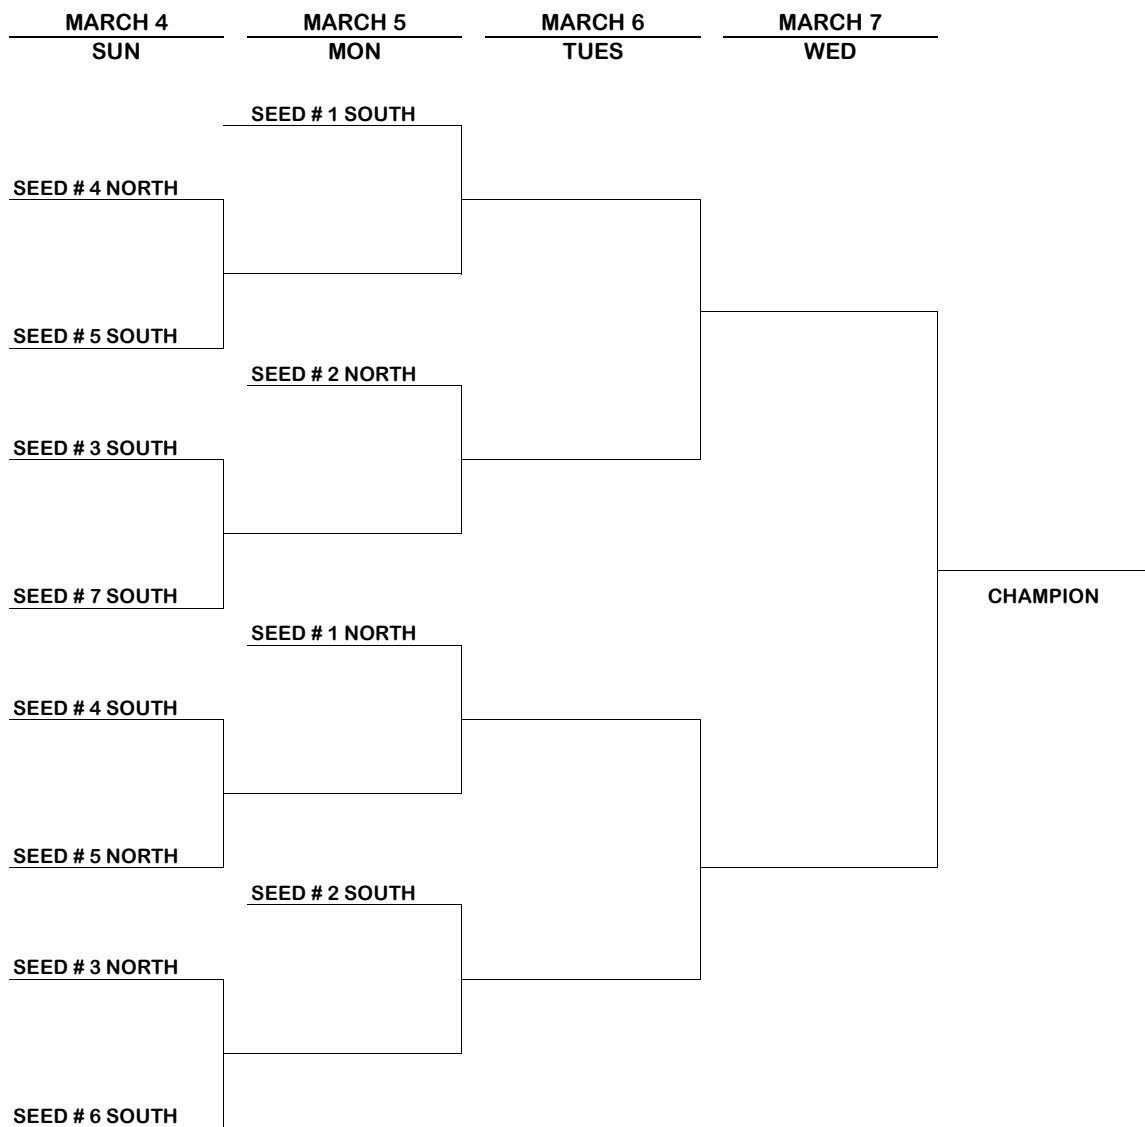 MARCH 4 MARCH 5 MARCH 6 MARCH 7
SUN MON TUES WED
SEED # 1 SOUTH
SEED # 4 NORTH
SEED # 5 SOUTH
SEED # 2 NORTH
SEED # 3 SOUTH
SEED # 7 SOUTH
CHAMPION
SEED # 1 NORTH
SEED # 4 SOUTH
SEED # 5 NORTH
SEED # 2 SOUTH
SEED # 3 NORTH
SEED # 6 SOUTH